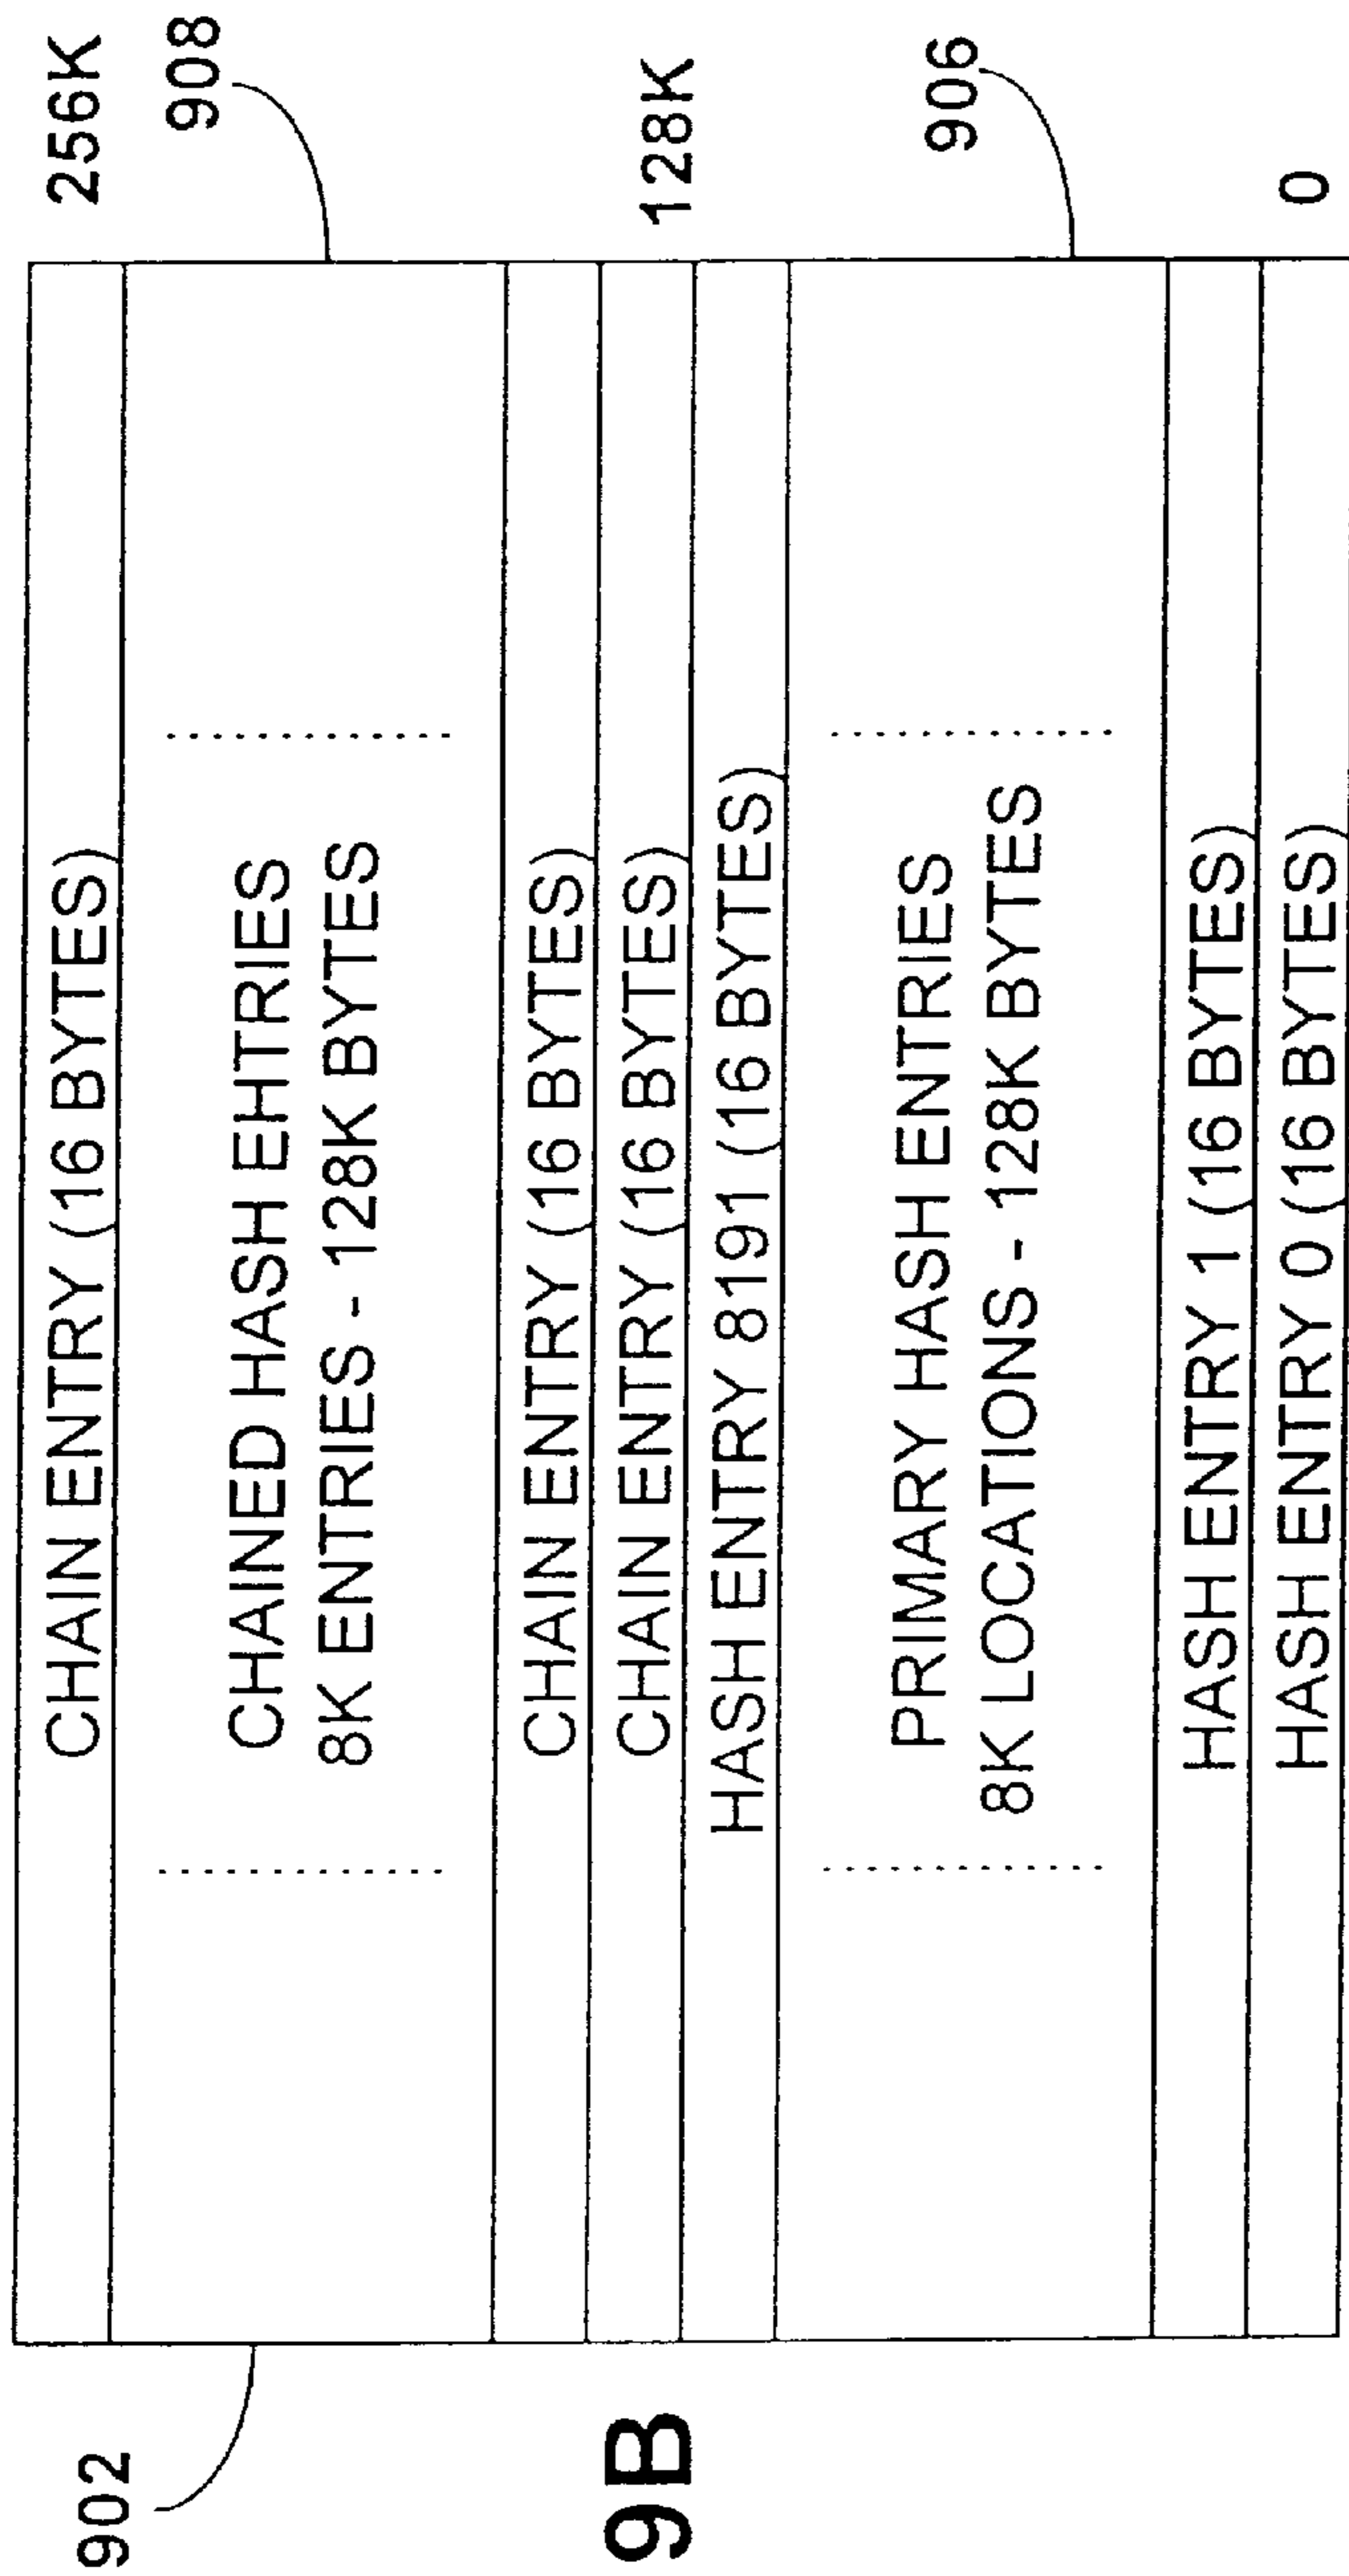 902
CHAIN ENTRY (16 BYTES)
256K
CHAINED HASH EHTRIES
8K ENTRIES - 128K BYTES
908
CHAIN ENTRY (16 BYTES)
CHAIN ENTRY (16 BYTES)
128K
HASH ENTRY 8191 (16 BYTES)
PRIMARY HASH ENTRIES
8K LOCATIONS - 128K BYTES
906
HASH ENTRY 1 (16 BYTES)
HASH ENTRY 0 (16 BYTES)
0
9B